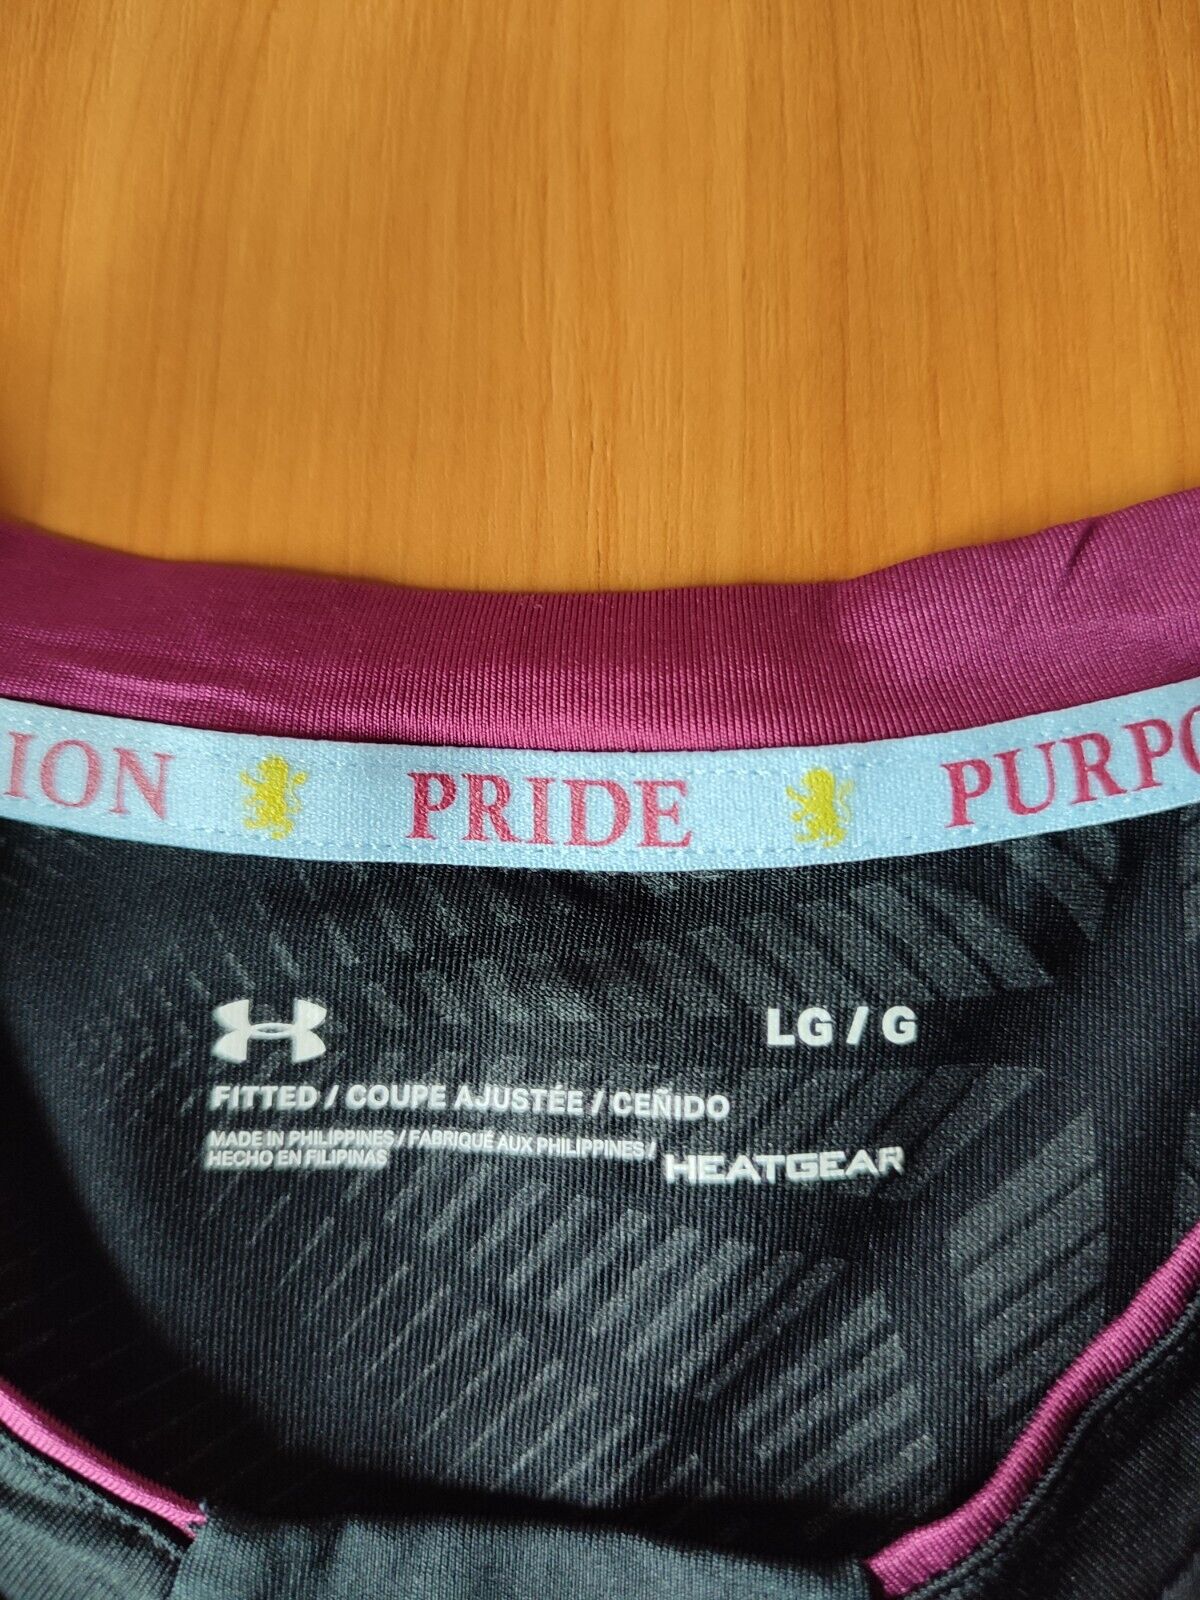 ION PRIDE PURPO
LG / G
FITTED / COUPE AJUSTÉE / CEÑIDO
MADE IN PHILIPPINES / FABRIQUÉ AUX PHILIPPINES /
HECHO EN FILIPINAS
HEATGEAR